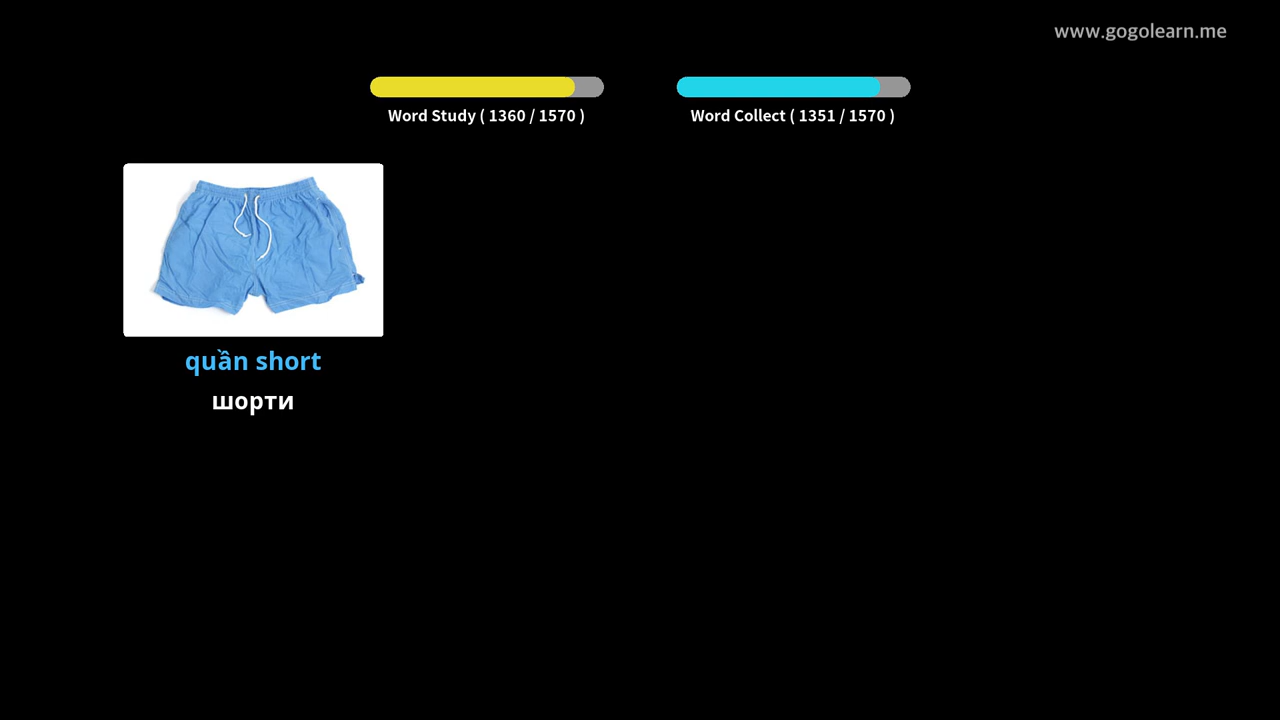 www.gogolearn.me
Word Study ( 1360 / 1570 )
Word Collect ( 1351 / 1570 )
quần short
шорти